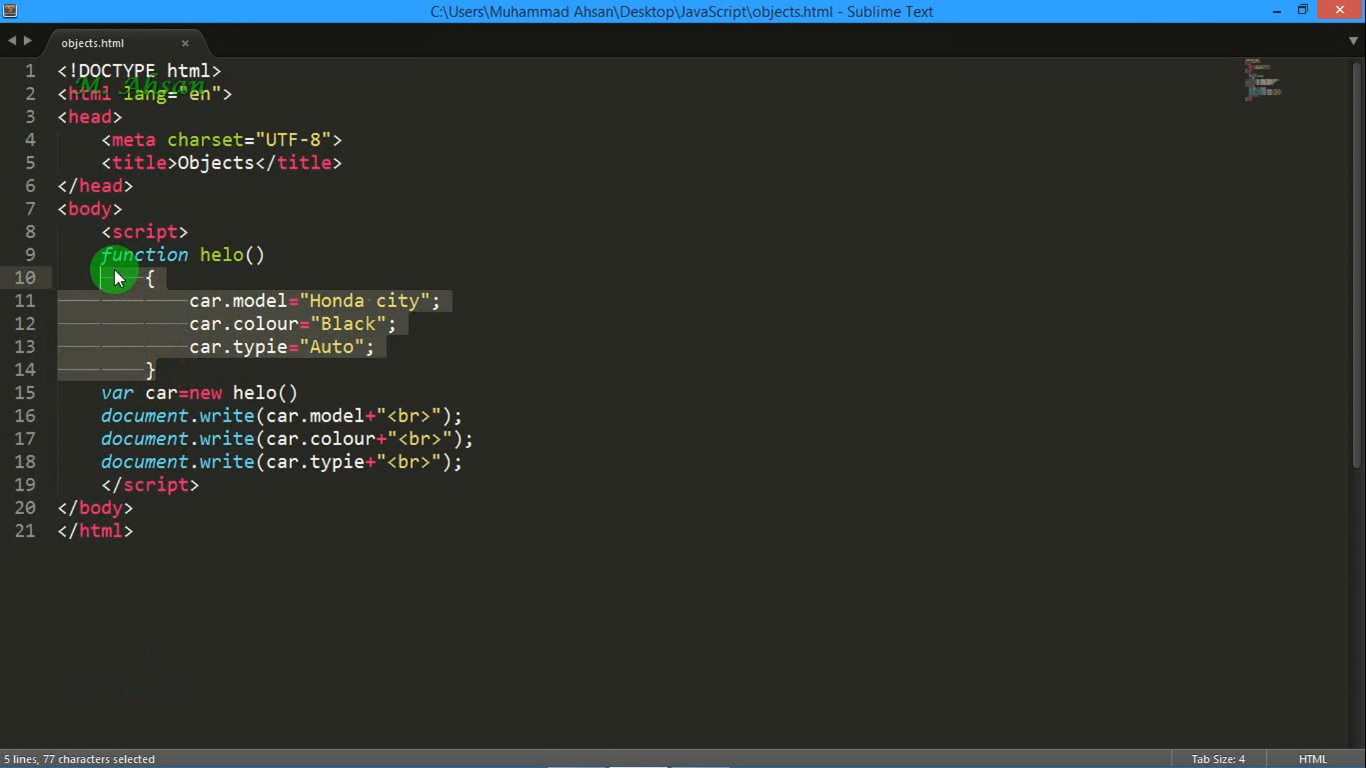 C:\Users\Muhammad Ahsan\Desktop\JavaScript\objects.html - Sublime Text
objects.html
M. Ahsan
1 <!DOCTYPE html>
2 <html lang="en">
3 <head>
4 <meta charset="UTF-8">
5 <title>Objects</title>
6 </head>
7 <body>
8 <script>
9 function helo()
10 {
11 car.model="Honda city";
12 car.colour="Black";
13 car.typie="Auto";
14 }
15 var car=new helo()
16 document.write(car.model+"<br>");
17 document.write(car.colour+"<br>");
18 document.write(car.typie+"<br>");
19 </script>
20 </body>
21 </html>
5 lines, 77 characters selected
Tab Size: 4
HTML